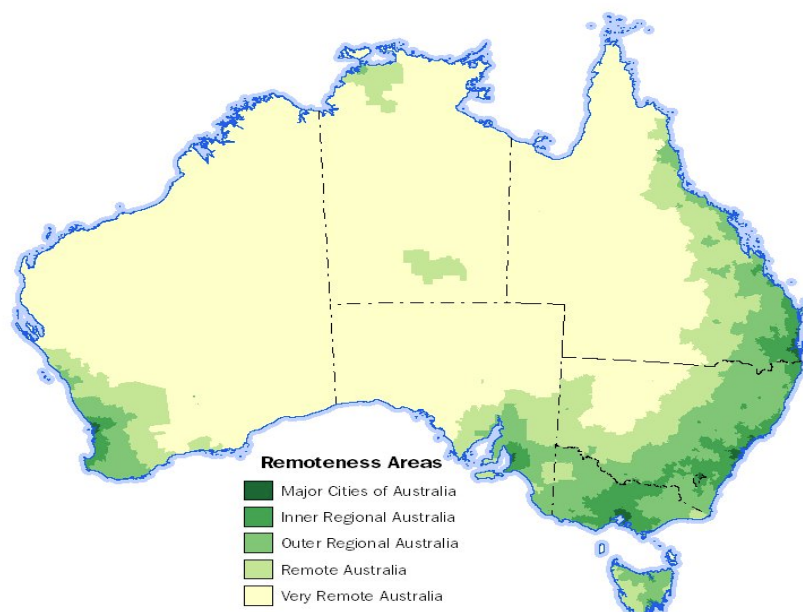 Remoteness Areas
Major Cities of Australia
Inner Regional Australia
Outer Regional Australia
Remote Australia
Very Remote Australia